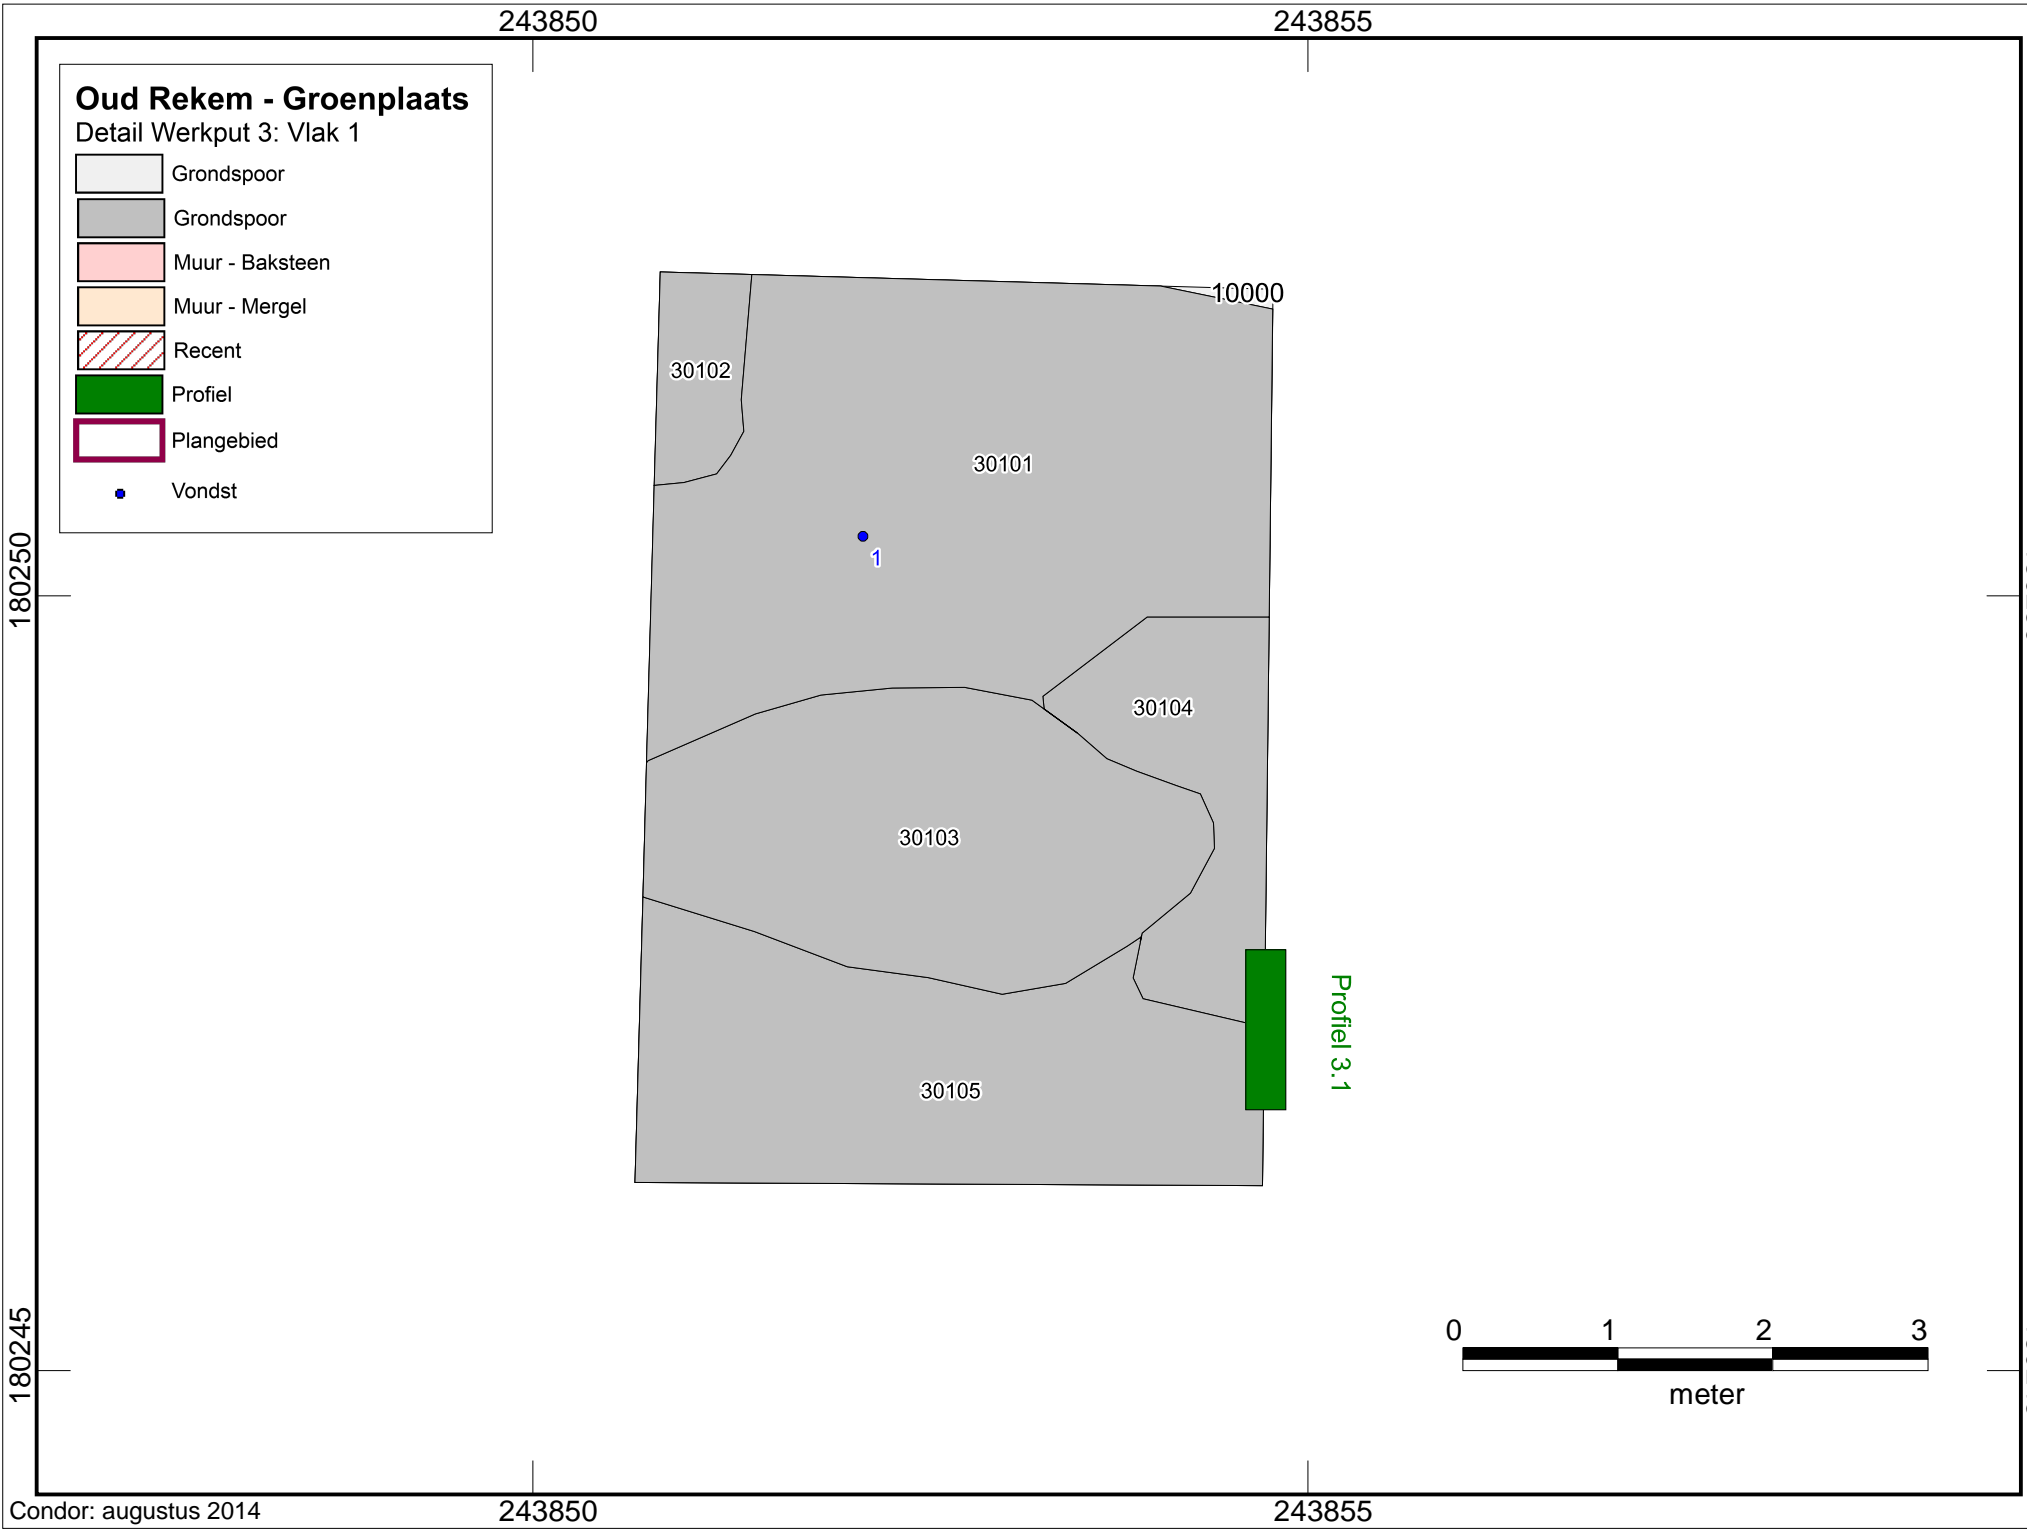 243850 243855
Oud Rekem - Groenplaats
Detail Werkput 3: Vlak 1
Grondspoor
Grondspoor
Muur - Baksteen
Muur - Mergel
Recent
Profiel
Plangebied
Vondst
10000
30102
30101
1
180250
30104
30103
Profiel 3.1
30105
180245
0 1 2 3
meter
Condor: augustus 2014
243850 243855